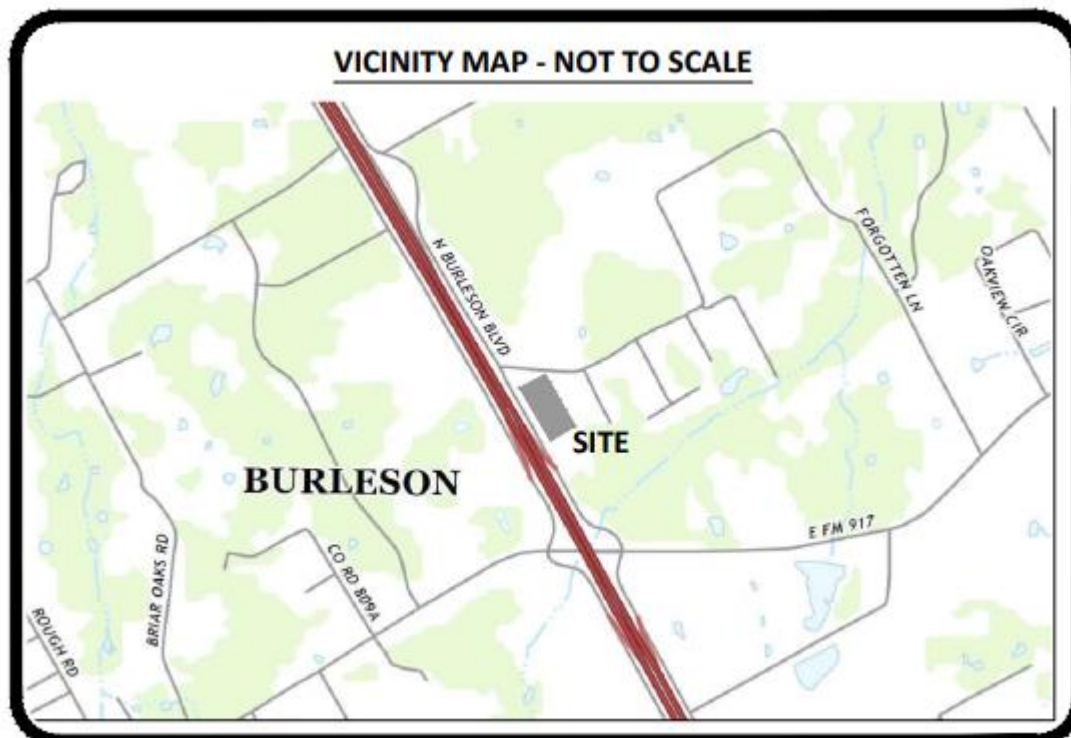 VICINITY MAP - NOT TO SCALE
N BURLESON BLVD
FORGOTTEN LN
OAKVIEW CIR
SITE
BURLESON
E FM 917
BRIAR OAKS RD
CO RD 809A
ROUGH RD